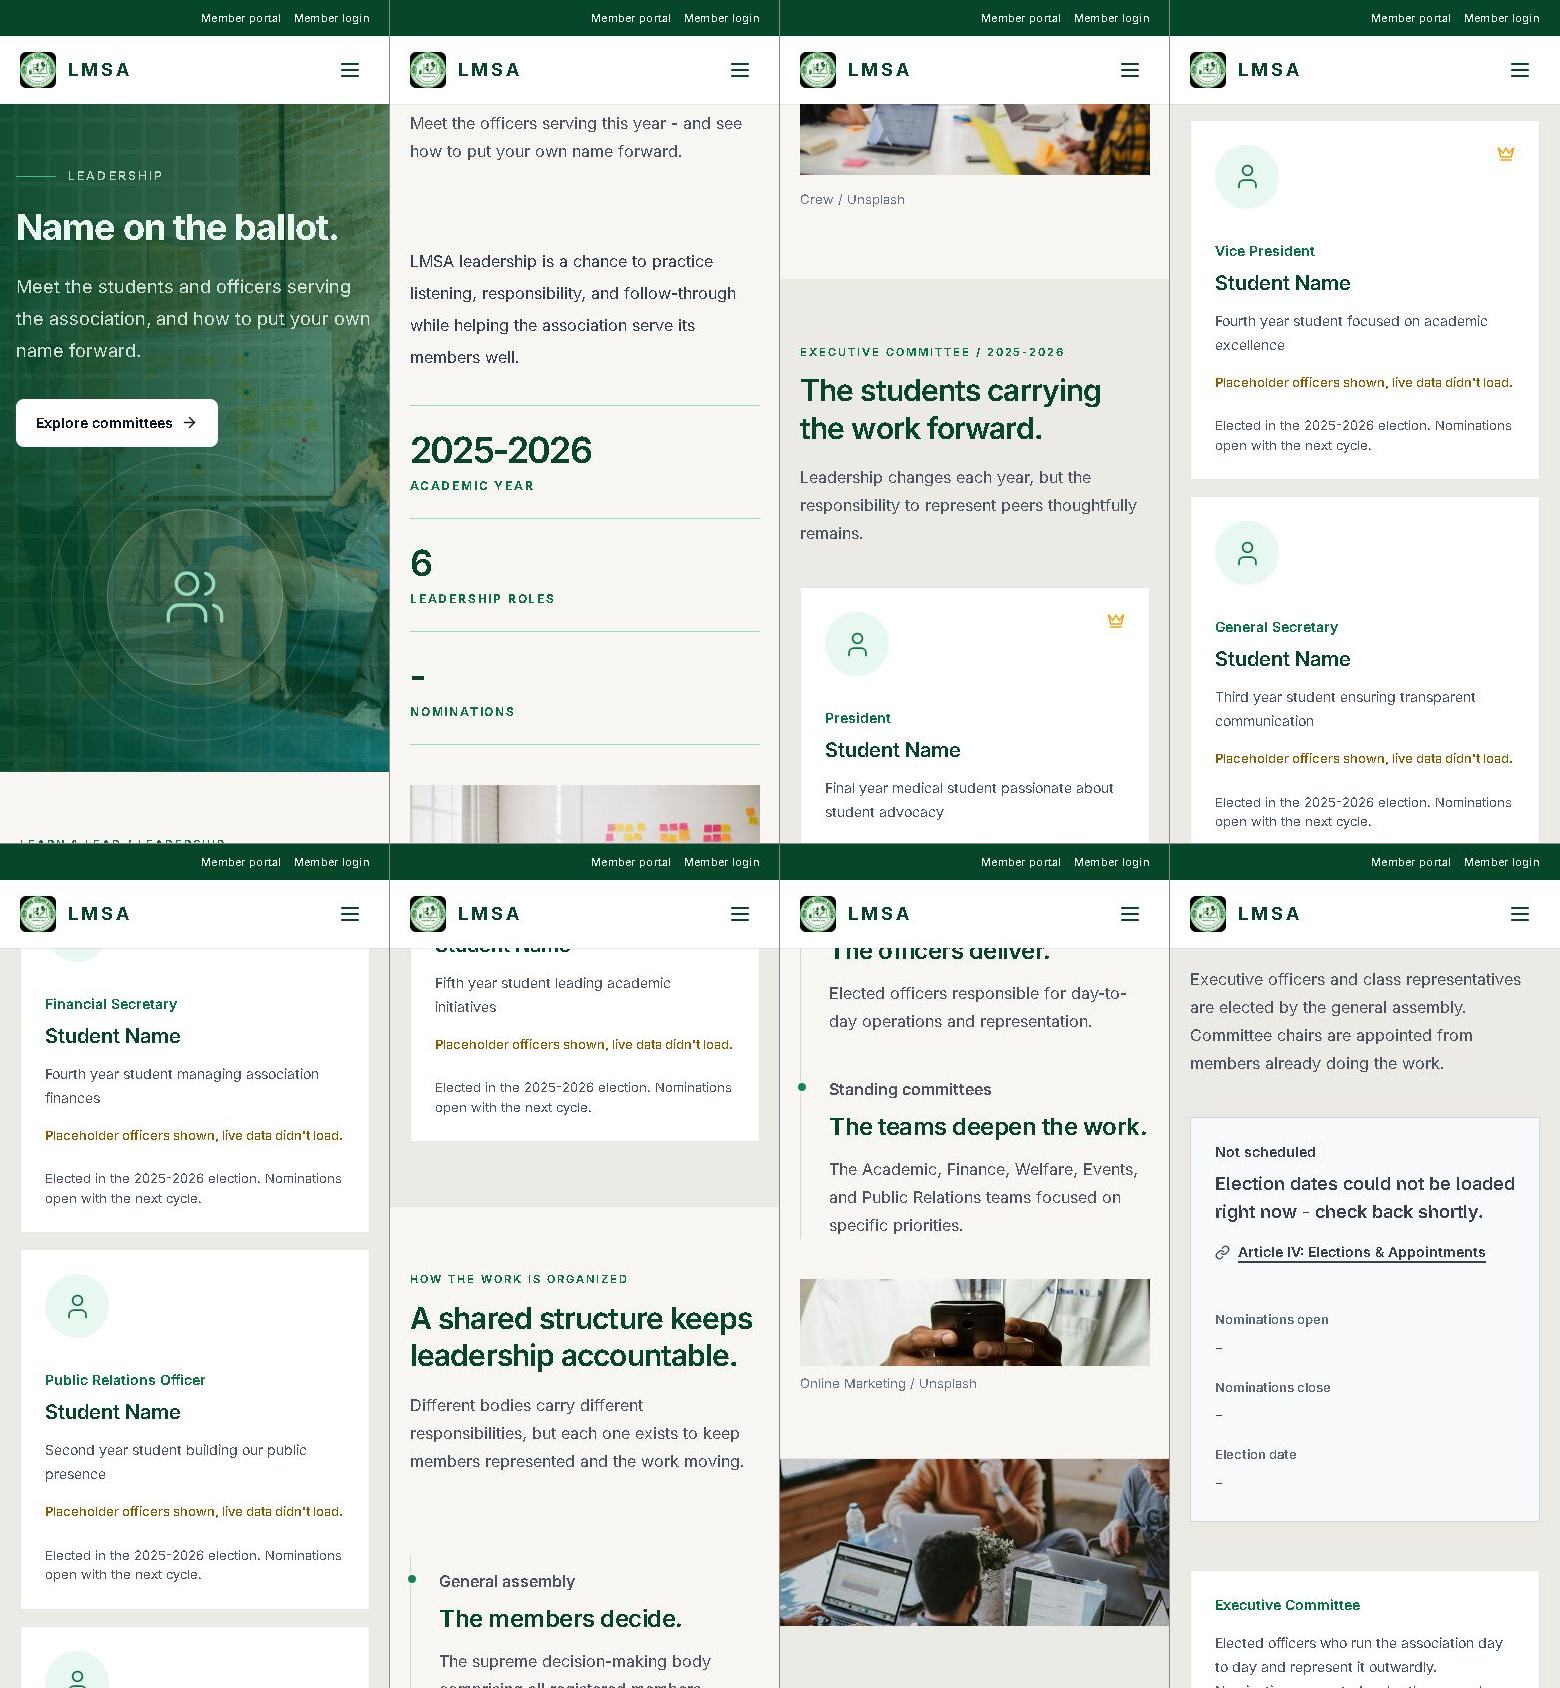 Member portal Member login
LMSA
LEADERSHIP
Name on the ballot.
Meet the students and officers serving
the association, and how to put your own
name forward.
Explore committees
LEARN & LEAD / LEADERSHIP
Member portal Member login
LMSA
Meet the officers serving this year - and see
how to put your own name forward.
LMSA leadership is a chance to practice
listening, responsibility, and follow-through
while helping the association serve its
members well.
2025-2026
ACADEMIC YEAR
6
LEADERSHIP ROLES
-
NOMINATIONS
Member portal Member login
LMSA
Crew / Unsplash
EXECUTIVE COMMITTEE / 2025-2026
The students carrying
the work forward.
Leadership changes each year, but the
responsibility to represent peers thoughtfully
remains.
President
Student Name
Final year medical student passionate about
student advocacy
Member portal Member login
LMSA
Vice President
Student Name
Fourth year student focused on academic
excellence
Placeholder officers shown, live data didn't load.
Elected in the 2025-2026 election. Nominations
open with the next cycle.
General Secretary
Student Name
Third year student ensuring transparent
communication
Placeholder officers shown, live data didn't load.
Elected in the 2025-2026 election. Nominations
open with the next cycle.
Member portal Member login
LMSA
Financial Secretary
Student Name
Fourth year student managing association
finances
Placeholder officers shown, live data didn't load.
Elected in the 2025-2026 election. Nominations
open with the next cycle.
Public Relations Officer
Student Name
Second year student building our public
presence
Placeholder officers shown, live data didn't load.
Elected in the 2025-2026 election. Nominations
open with the next cycle.
Member portal Member login
LMSA
Student Name
Fifth year student leading academic
initiatives
Placeholder officers shown, live data didn't load.
Elected in the 2025-2026 election. Nominations
open with the next cycle.
HOW THE WORK IS ORGANIZED
A shared structure keeps
leadership accountable.
Different bodies carry different
responsibilities, but each one exists to keep
members represented and the work moving.
General assembly
The members decide.
The supreme decision-making body
comprising all registered members
Member portal Member login
LMSA
The officers deliver.
Elected officers responsible for day-to-
day operations and representation.
Standing committees
The teams deepen the work.
The Academic, Finance, Welfare, Events,
and Public Relations teams focused on
specific priorities.
Online Marketing / Unsplash
Member portal Member login
LMSA
Executive officers and class representatives
are elected by the general assembly.
Committee chairs are appointed from
members already doing the work.
Not scheduled
Election dates could not be loaded
right now - check back shortly.
Article IV: Elections & Appointments
Nominations open
–
Nominations close
–
Election date
–
Executive Committee
Elected officers who run the association day
to day and represent it outwardly.